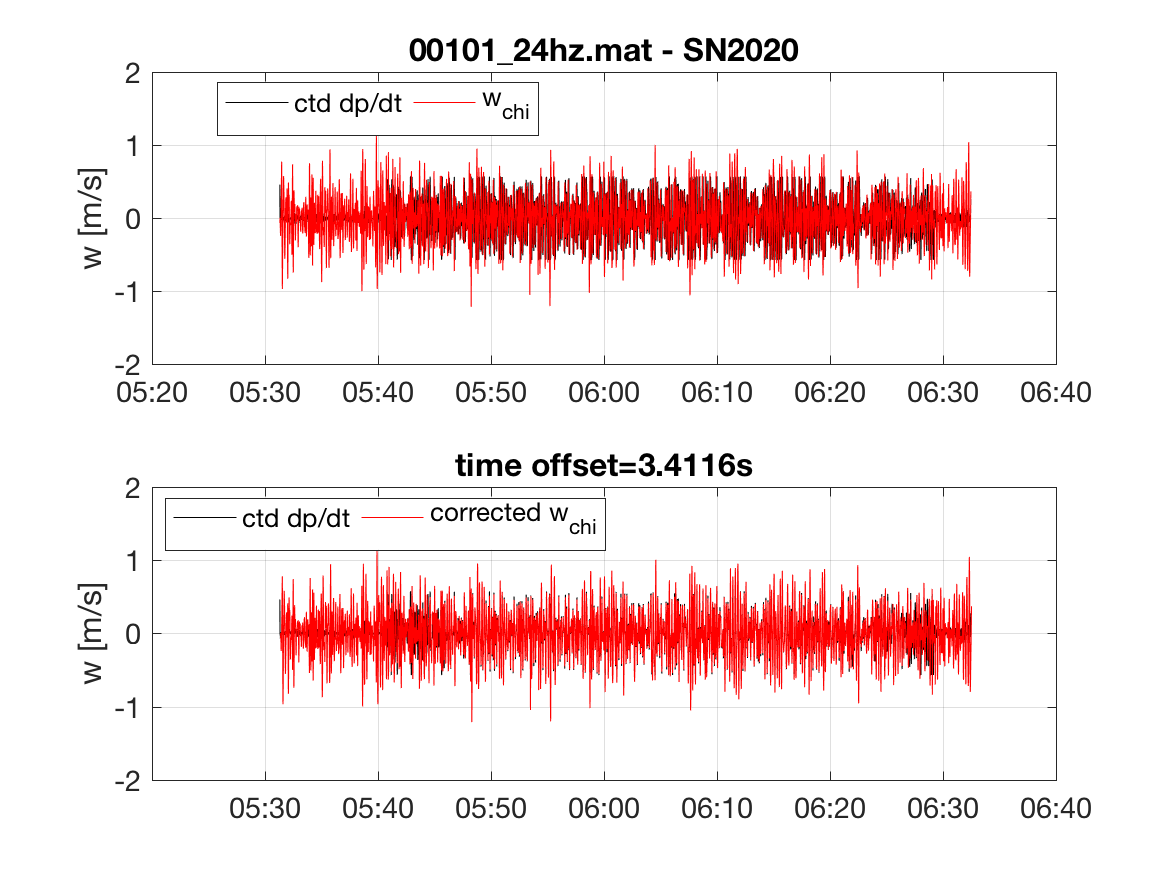 00101_24hz.mat - SN2020
ctd dp/dt w_chi
2
1
0
-1
-2
w [m/s]
05:20 05:30 05:40 05:50 06:00 06:10 06:20 06:30 06:40
time offset=3.4116s
ctd dp/dt corrected w_chi
2
1
0
-1
-2
w [m/s]
05:30 05:40 05:50 06:00 06:10 06:20 06:30 06:40